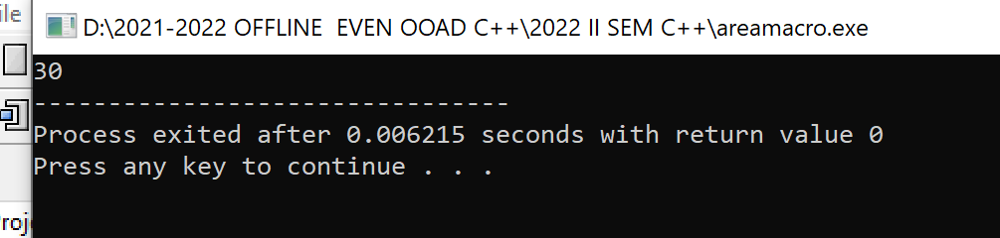 ile
D:\2021-2022 OFFLINE  EVEN OOAD C++\2022 II SEM C++\areamacro.exe
30
--------------------------------
Process exited after 0.006215 seconds with return value 0
Press any key to continue . . .
Proj